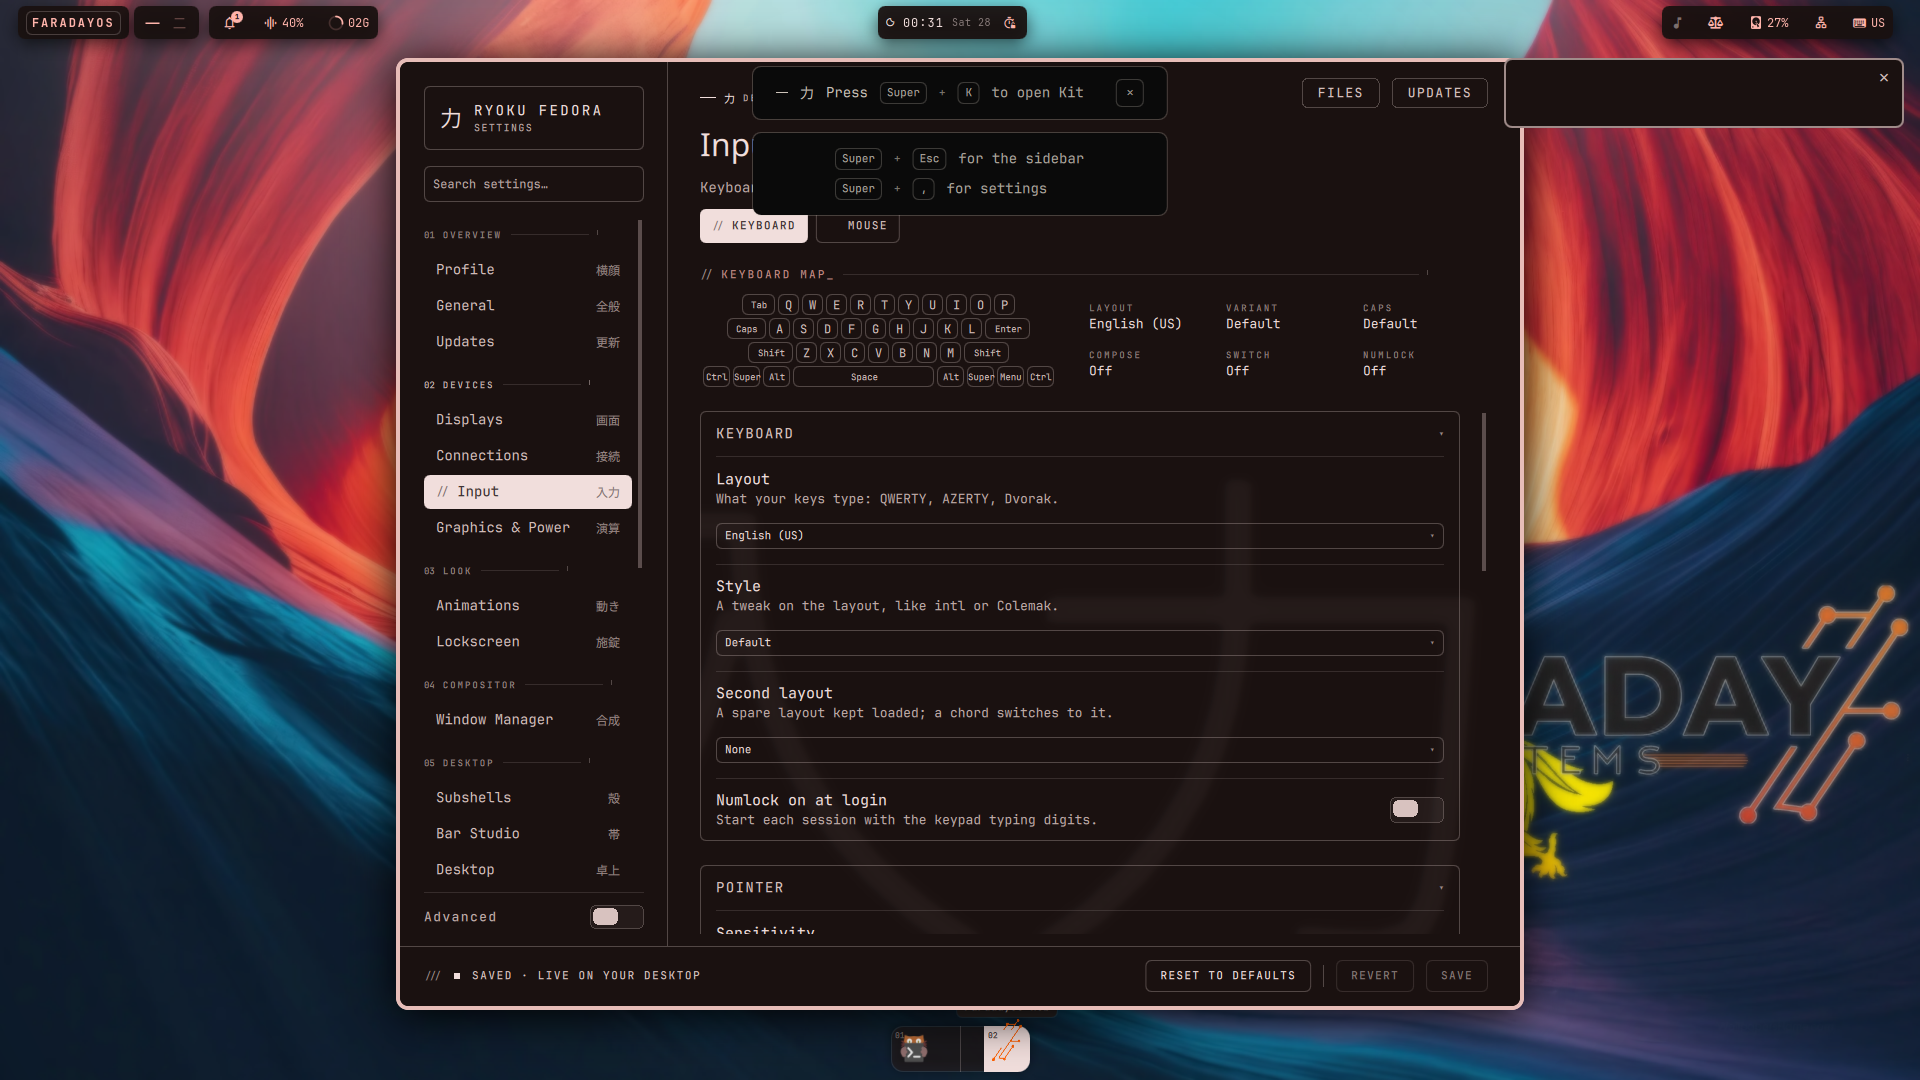 FARADAYOS
1
40%
02G
00:31 Sat 28
27%
US
力 RYOKU FEDORA
SETTINGS
Search settings…
01 OVERVIEW
Profile 横顔
General 全般
Updates 更新
02 DEVICES
Displays 画面
Connections 接続
// Input 入力
Graphics & Power 演算
03 LOOK
Animations 動き
Lockscreen 施錠
04 COMPOSITOR
Window Manager 合成
05 DESKTOP
Subshells 殻
Bar Studio 帯
Desktop 卓上
Advanced
力 Press Super + K to open Kit ×
Super + Esc for the sidebar
Super + , for settings
FILES UPDATES
×
// KEYBOARD MOUSE
// KEYBOARD MAP_
Tab Q W E R T Y U I O P
Caps A S D F G H J K L Enter
Shift Z X C V B N M Shift
Ctrl Super Alt Space Alt Super Menu Ctrl
LAYOUT VARIANT CAPS
English (US) Default Default
COMPOSE SWITCH NUMLOCK
Off Off Off
KEYBOARD
Layout
What your keys type: QWERTY, AZERTY, Dvorak.
English (US)
Style
A tweak on the layout, like intl or Colemak.
Default
Second layout
A spare layout kept loaded; a chord switches to it.
None
Numlock on at login
Start each session with the keypad typing digits.
POINTER
Sensitivity
/// SAVED · LIVE ON YOUR DESKTOP
RESET TO DEFAULTS REVERT SAVE
ADAY
TEMS
01 02